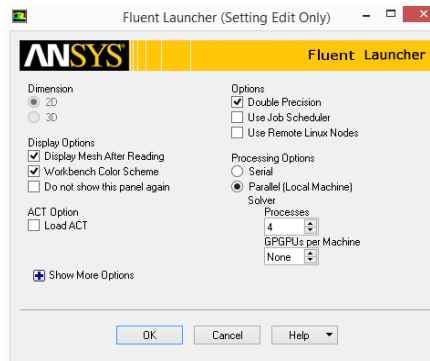 Fluent Launcher (Setting Edit Only)
ANSYS
Fluent Launcher
Dimension
2D
3D
Display Options
Display Mesh After Reading
Workbench Color Scheme
Do not show this panel again
ACT Option
Load ACT
Show More Options
Options
Double Precision
Use Job Scheduler
Use Remote Linux Nodes
Processing Options
Serial
Parallel (Local Machine)
Solver
Processes
4
GPGPUs per Machine
None
OK
Cancel
Help